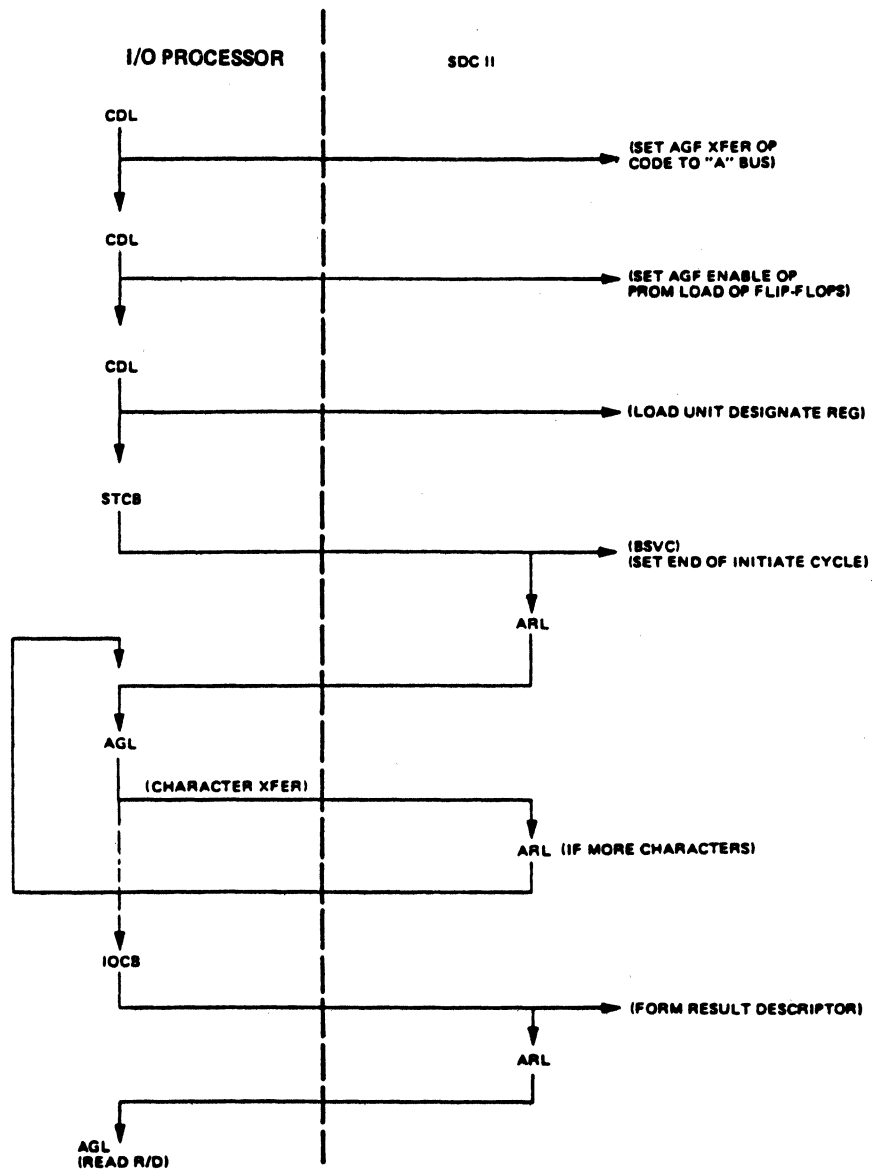 I/O PROCESSOR
SDC II
CDL
(SET AGF XFER OP
CODE TO "A" BUS)
CDL
(SET AGF ENABLE OP
PROM LOAD OP FLIP-FLOPS)
CDL
(LOAD UNIT DESIGNATE REG)
STCB
(BSVC)
(SET END OF INITIATE CYCLE)
ARL
AGL
(CHARACTER XFER)
ARL (IF MORE CHARACTERS)
IOCB
(FORM RESULT DESCRIPTOR)
ARL
AGL
(READ R/D)